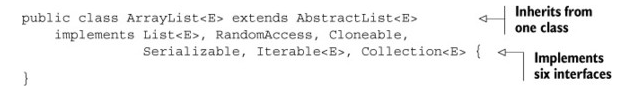 public class ArrayList<E> extends AbstractList<E>
implements List<E>, RandomAccess, Cloneable,
Serializable, Iterable<E>, Collection<E> {
}
Inherits from
one class
Implements
six interfaces